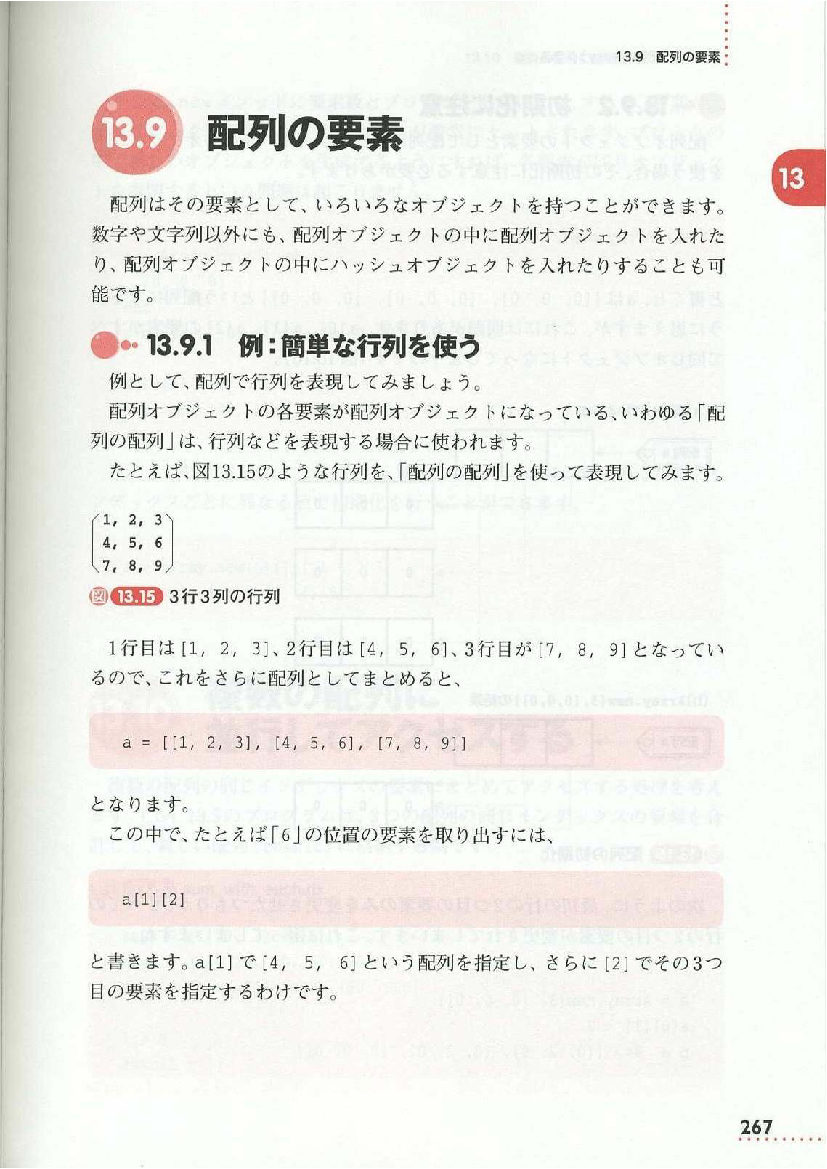 13.9 配列の要素
13.9 配列の要素
13
配列はその要素として、いろいろなオブジェクトを持つことができます。
数字や文字列以外にも、配列オブジェクトの中に配列オブジェクトを入れた
り、配列オブジェクトの中にハッシュオブジェクトを入れたりすることも可
能です。
13.9.1 例：簡単な行列を使う
例として、配列で行列を表現してみましょう。
配列オブジェクトの各要素が配列オブジェクトになっている、いわゆる「配
列の配列」は、行列などを表現する場合に使われます。
たとえば、図13.15のような行列を、「配列の配列」を使って表現してみます。
1, 2, 3
4, 5, 6
7, 8, 9
図 13.15 3行3列の行列
1行目は [1, 2, 3]、2行目は [4, 5, 6]、3行目が [7, 8, 9] となってい
るので、これをさらに配列としてまとめると、
a = [[1, 2, 3], [4, 5, 6], [7, 8, 9]]
となります。
この中で、たとえば「6」の位置の要素を取り出すには、
a[1][2]
と書きます。a[1] で [4, 5, 6] という配列を指定し、さらに [2] でその3つ
目の要素を指定するわけです。
267